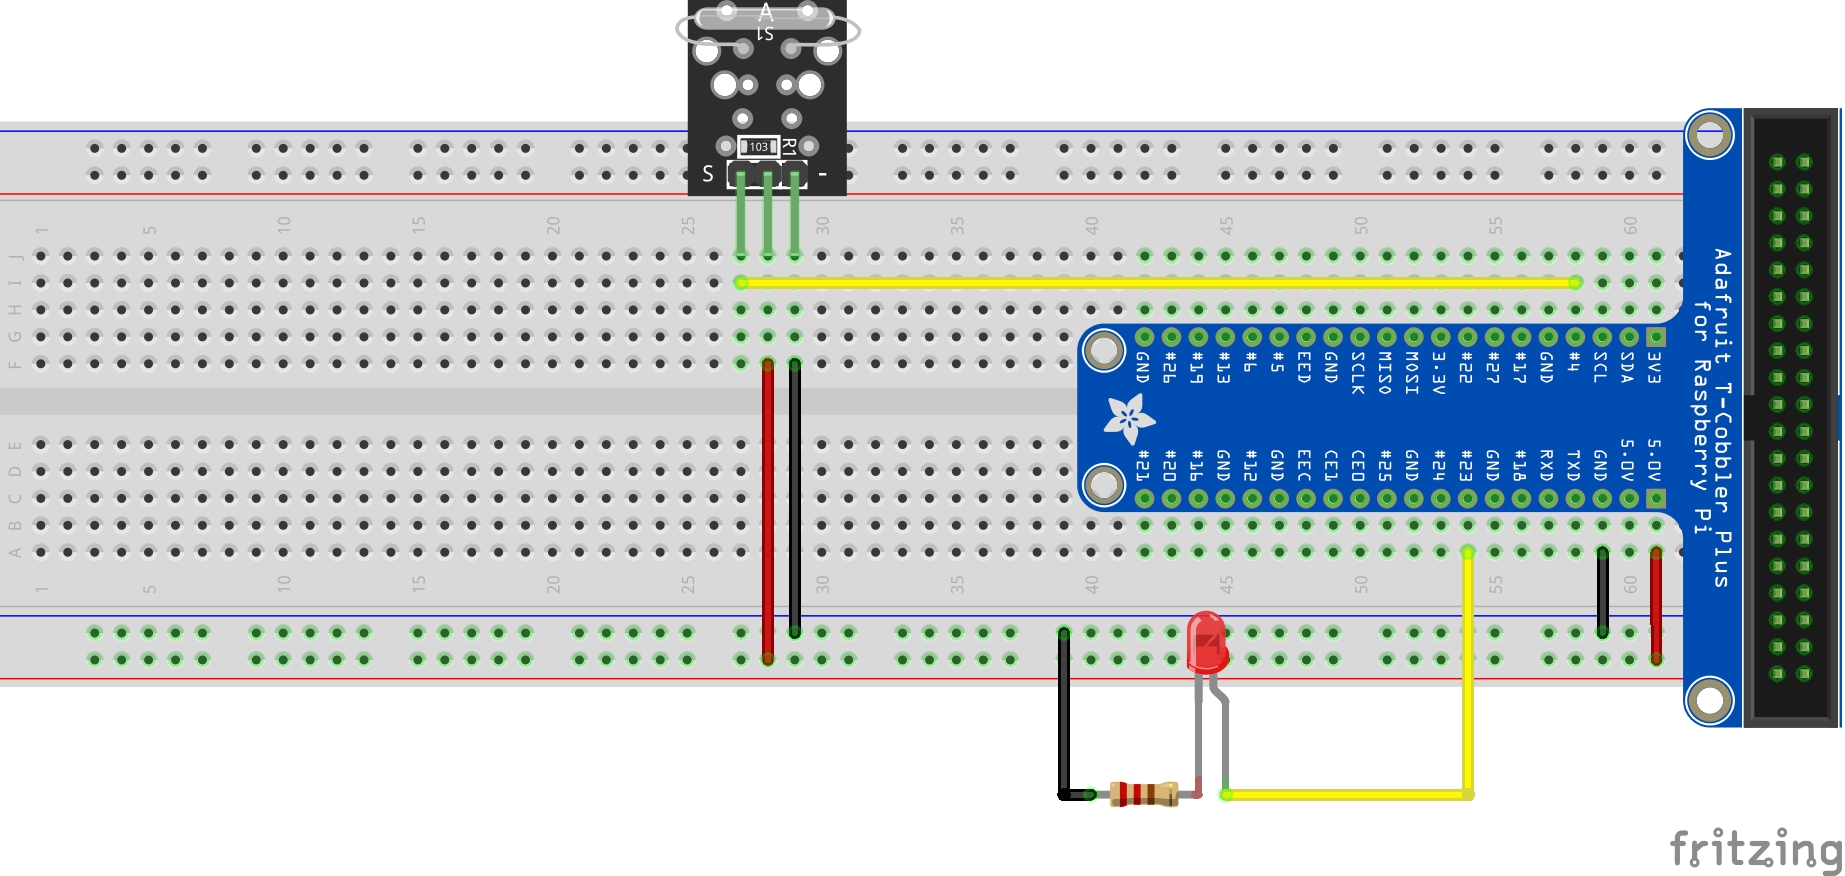 A
S1
103
R1
S
-
1 5 10 15 20 25 30 35 40 45 50 55 60
J
I
H
G
F
GND #26 #19 #13 #6 #5 EED GND SCLK MISO MOSI 3.3V #22 #27 #17 GND #4 SCL SDA 3V3
Adafruit T-Cobbler Plus
for Raspberry Pi
E
D
C
B
A
#21 #20 #16 GND #12 GND EEC CE1 CE0 #25 GND #24 #23 GND #18 RXD TXD GND 5.0V 5.0V
1 5 10 15 20 25 30 35 40 45 50 55 60
fritzing